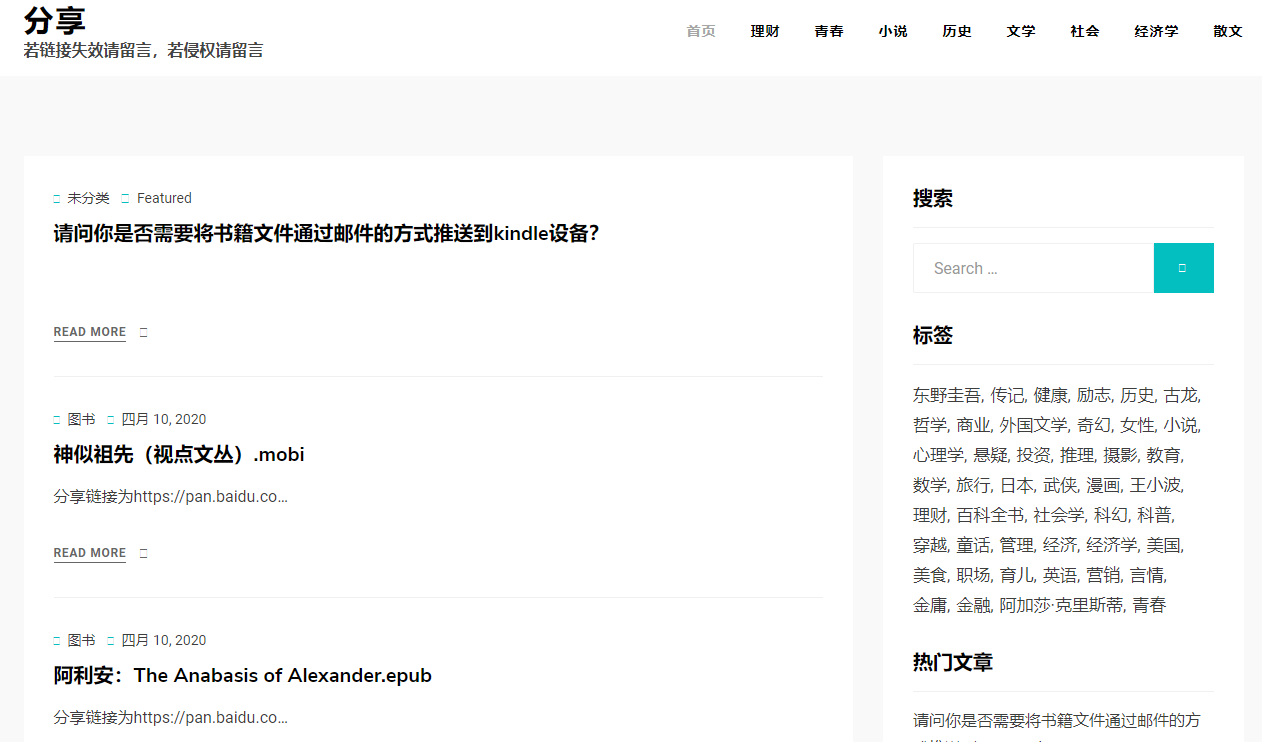 分享
若链接失效请留言，若侵权请留言
首页 理财 青春 小说 历史 文学 社会 经济学 散文
未分类 Featured
请问你是否需要将书籍文件通过邮件的方式推送到kindle设备？
READ MORE
图书 四月 10, 2020
神似祖先（视点文丛）.mobi
分享链接为https://pan.baidu.co...
READ MORE
图书 四月 10, 2020
阿利安：The Anabasis of Alexander.epub
分享链接为https://pan.baidu.co...
搜索
Search ...
标签
东野圭吾, 传记, 健康, 励志, 历史, 古龙,
哲学, 商业, 外国文学, 奇幻, 女性, 小说,
心理学, 悬疑, 投资, 推理, 摄影, 教育,
数学, 旅行, 日本, 武侠, 漫画, 王小波,
理财, 百科全书, 社会学, 科幻, 科普,
穿越, 童话, 管理, 经济, 经济学, 美国,
美食, 职场, 育儿, 英语, 营销, 言情,
金庸, 金融, 阿加莎·克里斯蒂, 青春
热门文章
请问你是否需要将书籍文件通过邮件的方